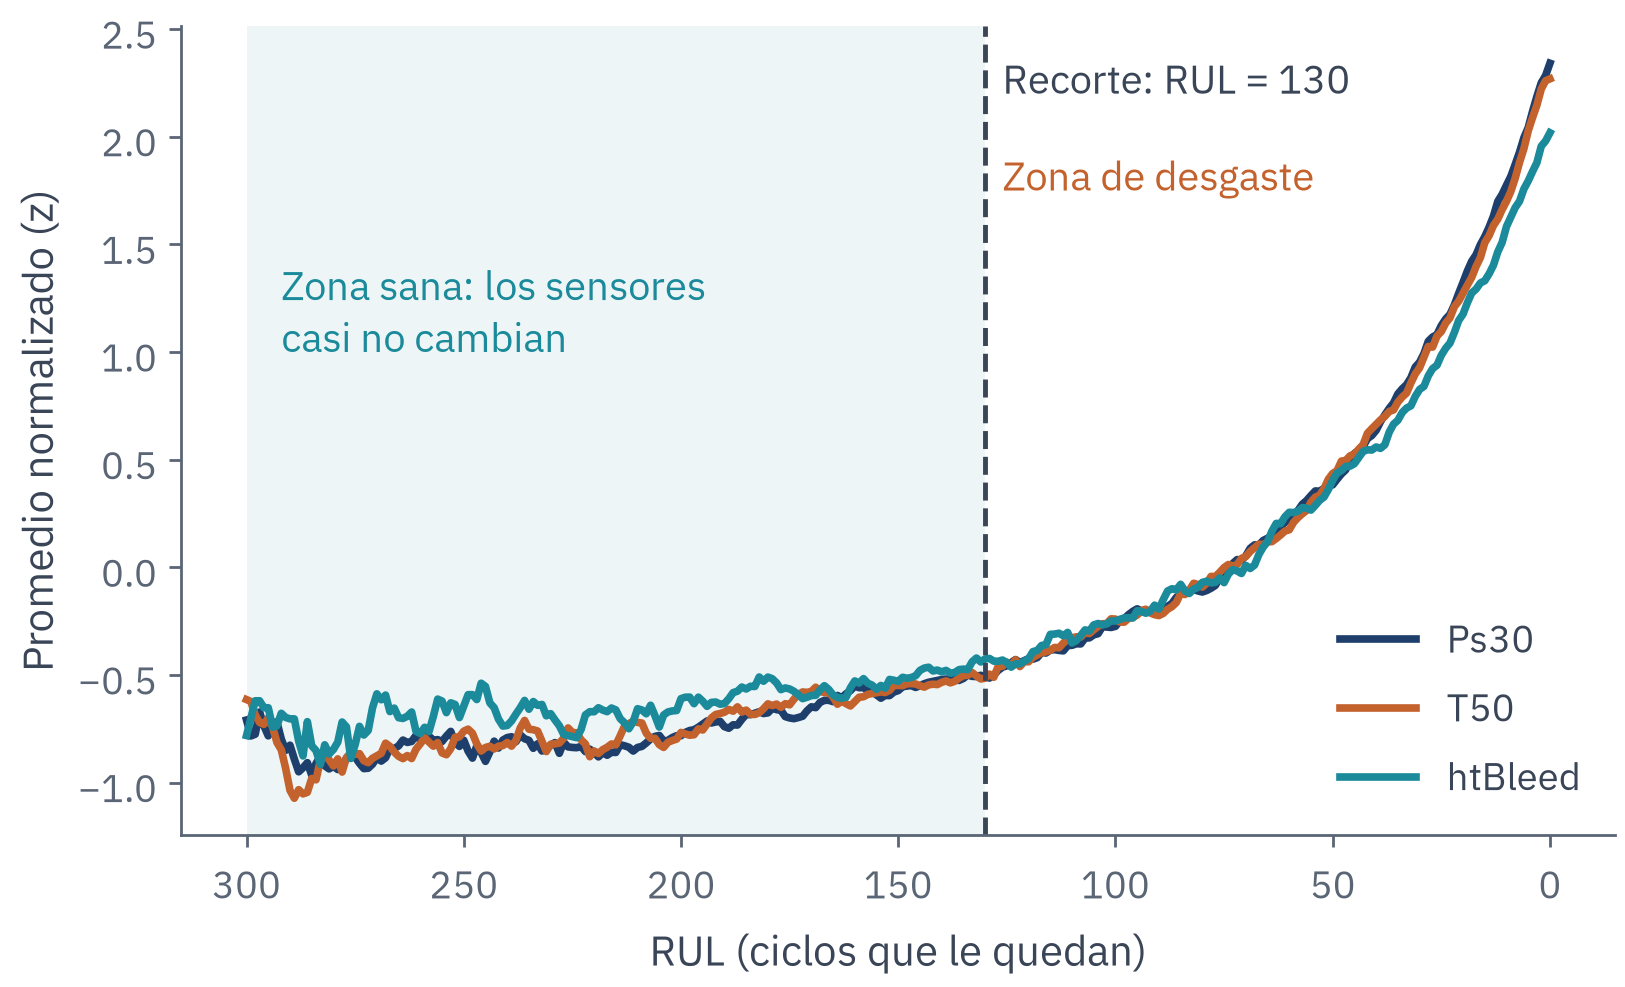 Promedio normalizado (z)
2.5
2.0
1.5
1.0
0.5
0.0
−0.5
−1.0
Recorte: RUL = 130
Zona de desgaste
Zona sana: los sensores
casi no cambian
Ps30
T50
htBleed
300 250 200 150 100 50 0
RUL (ciclos que le quedan)